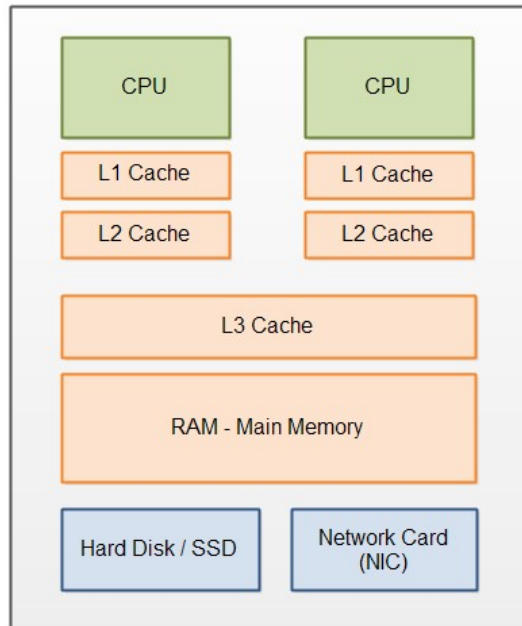 CPU
CPU
L1 Cache
L1 Cache
L2 Cache
L2 Cache
L3 Cache
RAM - Main Memory
Hard Disk / SSD
Network Card
(NIC)